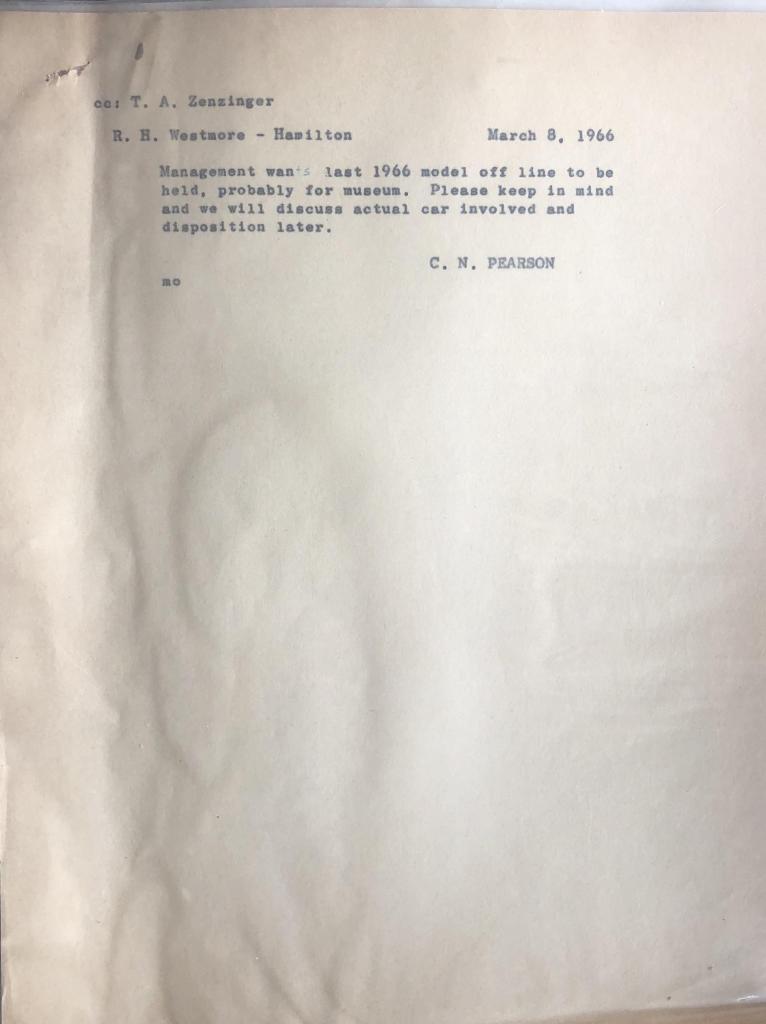 cc: T. A. Zenzinger
R. H. Westmore - Hamilton March 8, 1966
Management wants last 1966 model off line to be
held, probably for museum. Please keep in mind
and we will discuss actual car involved and
disposition later.
C. N. PEARSON
mo